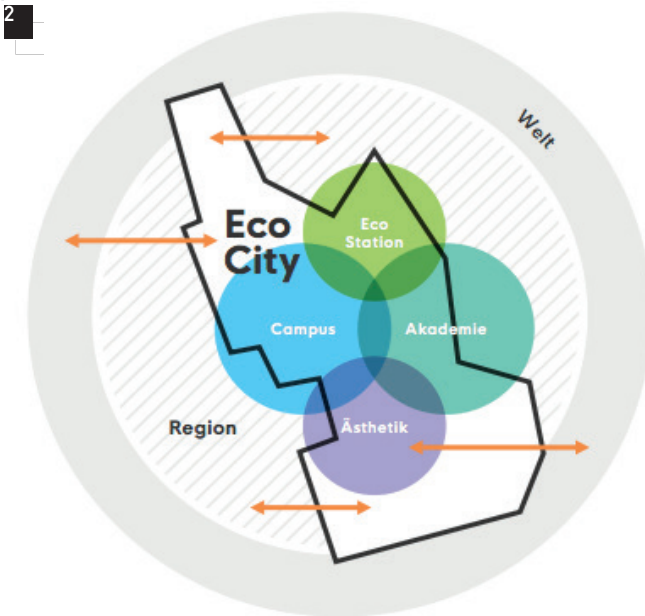 2
Welt
Eco
City
Eco
Station
Campus
Akademie
Region
Ästhetik